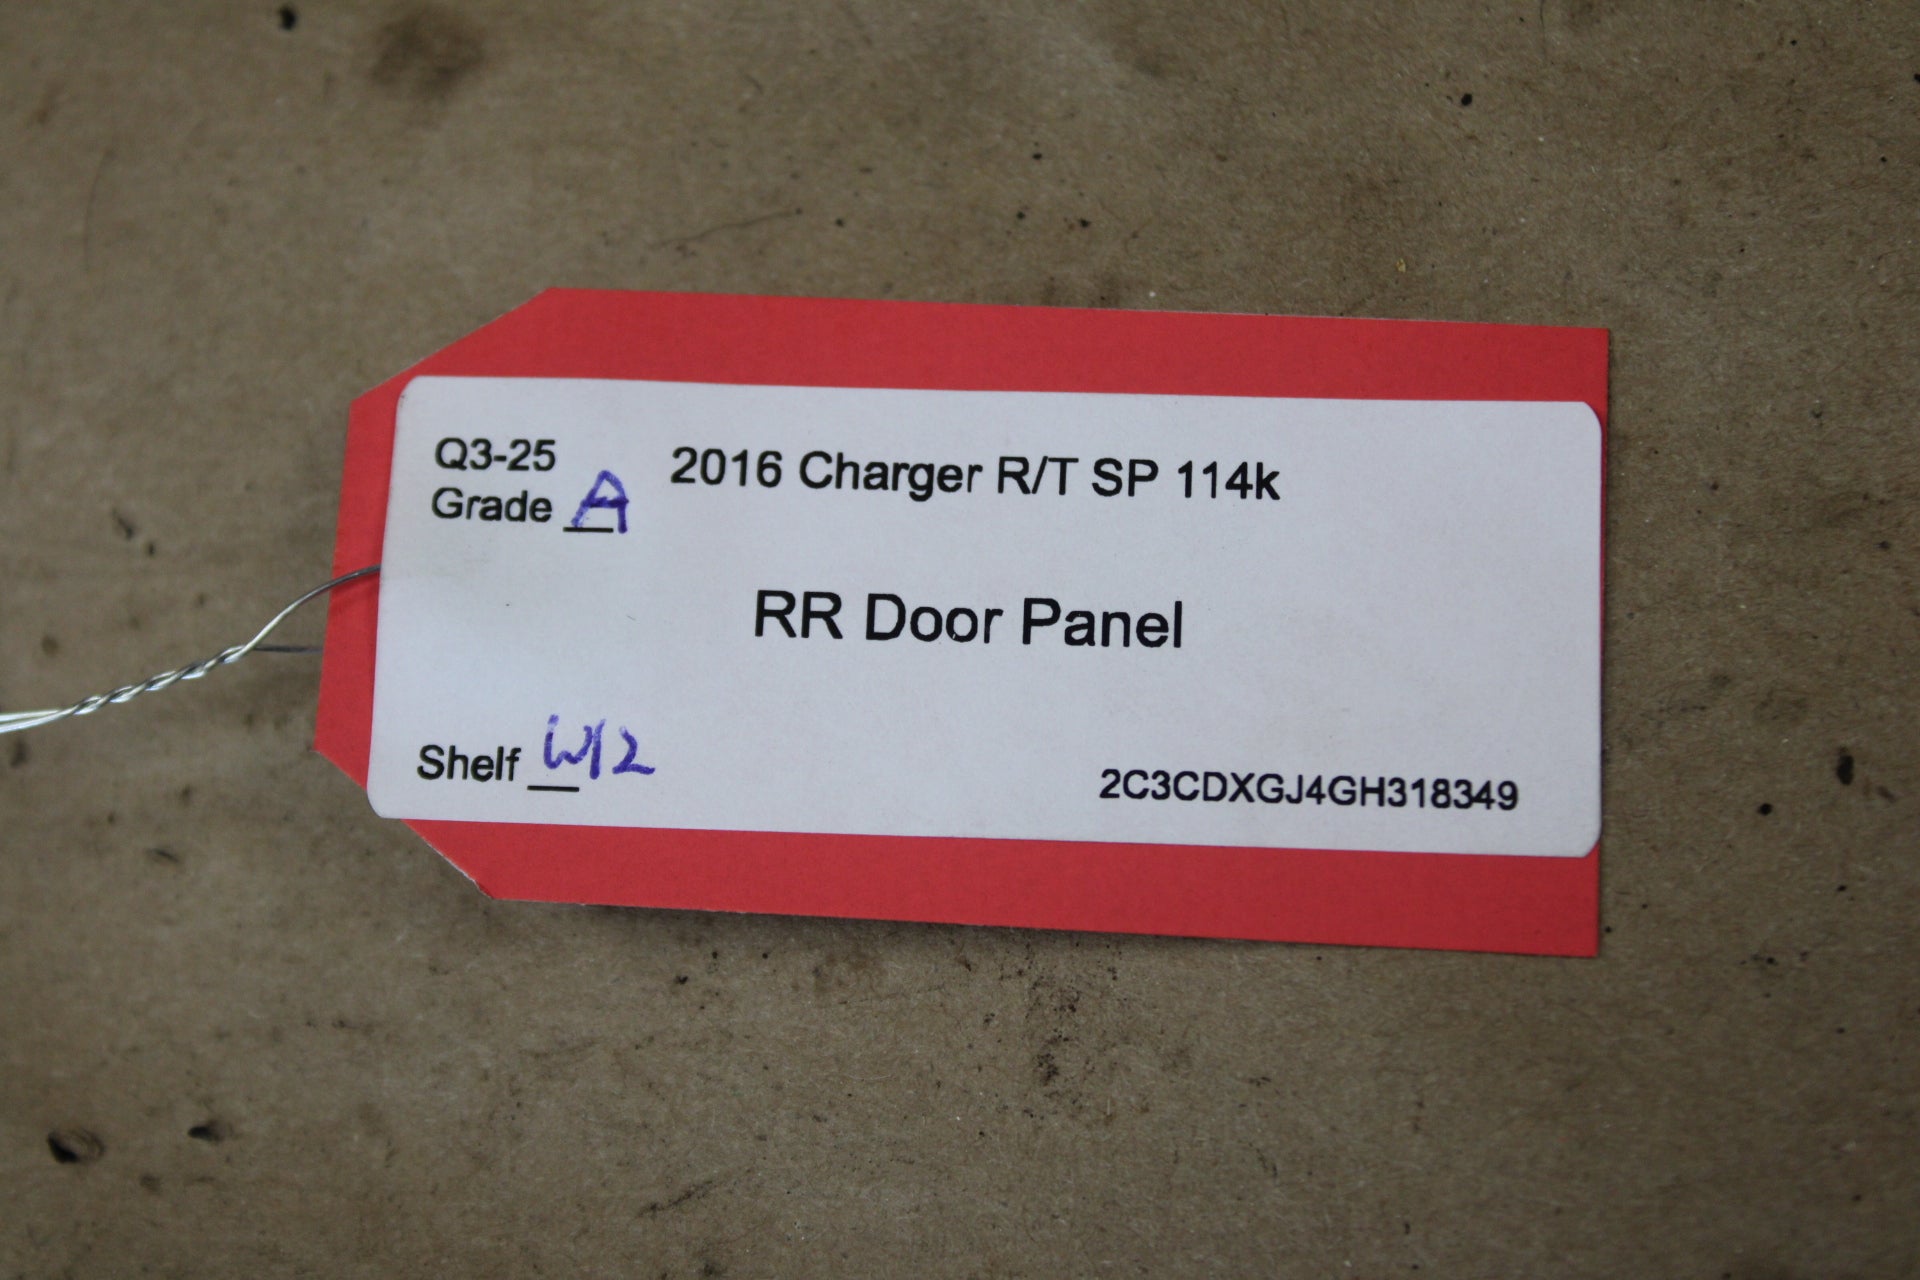 Q3-25
Grade A
2016 Charger R/T SP 114k
RR Door Panel
Shelf W12
2C3CDXGJ4GH318349